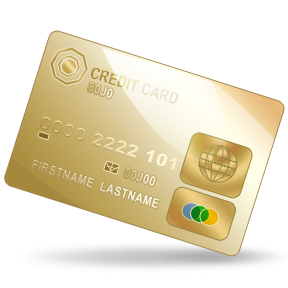 CREDIT CARD
0000 2222 101
FIRSTNAME LASTNAME